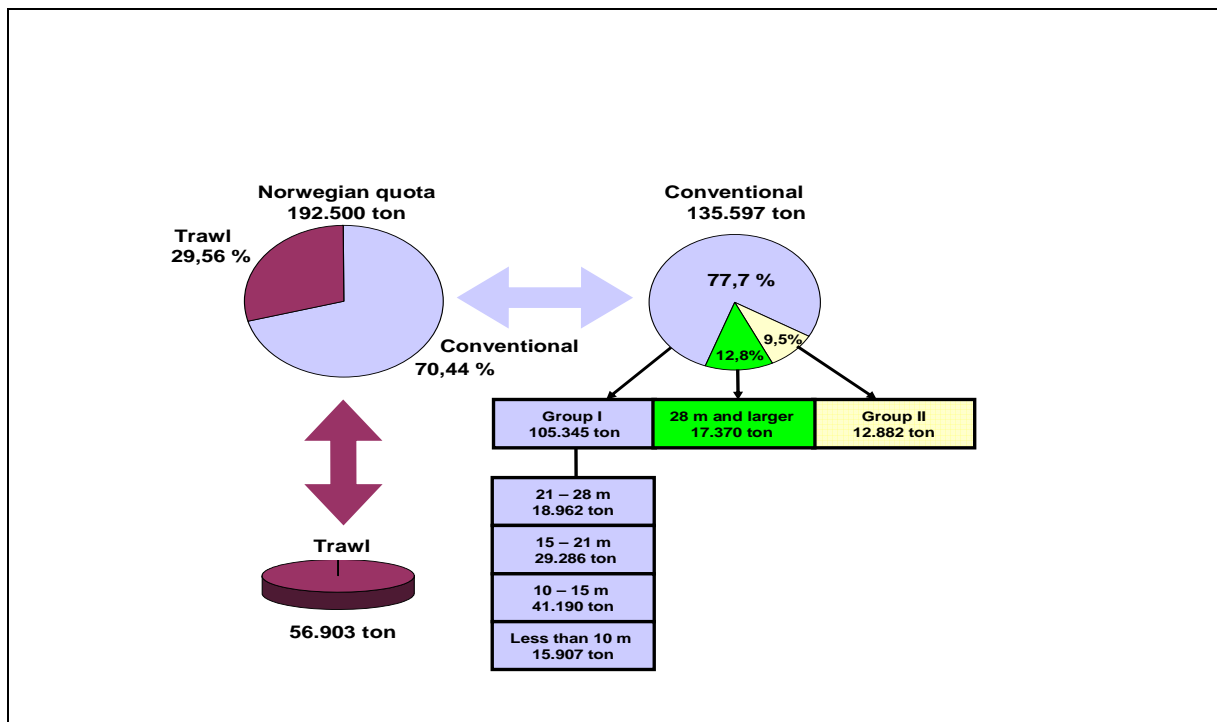 Norwegian quota
192.500 ton
Trawl
29,56 %
Conventional
70,44 %
Trawl
56.903 ton
Conventional
135.597 ton
77,7 %
12,8%
9,5%
Group I
105.345 ton
28 m and larger
17.370 ton
Group II
12.882 ton
21 – 28 m
18.962 ton
15 – 21 m
29.286 ton
10 – 15 m
41.190 ton
Less than 10 m
15.907 ton